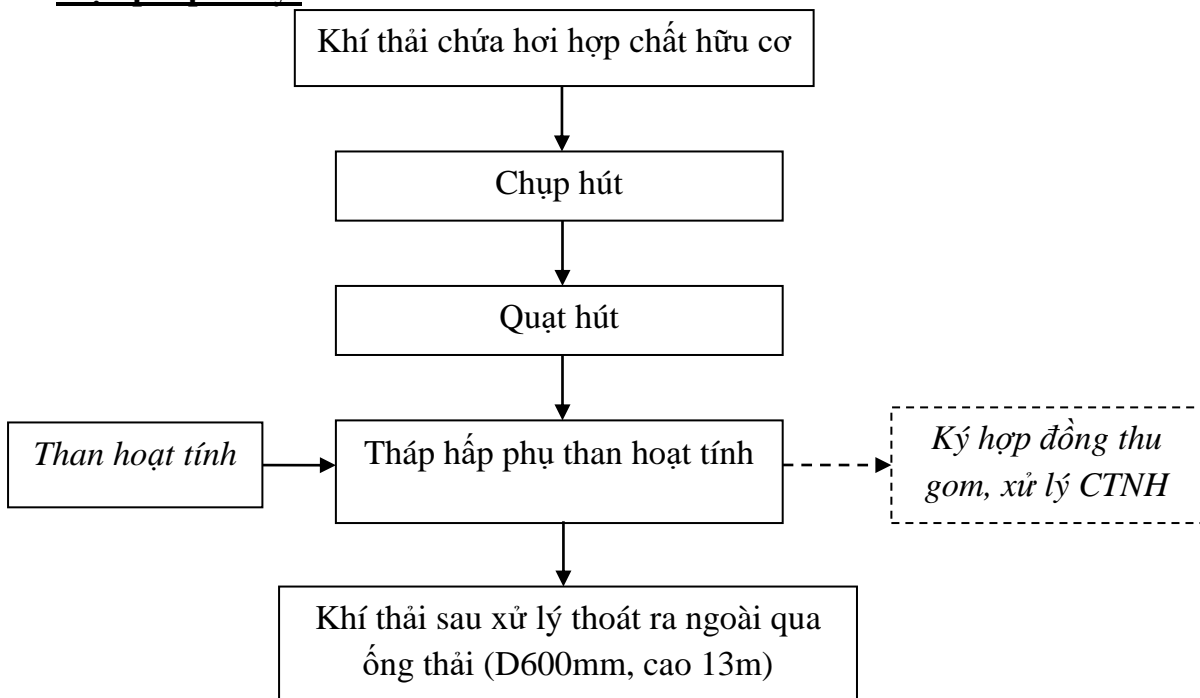 Khí thải chứa hơi hợp chất hữu cơ
Chụp hút
Quạt hút
Than hoạt tính
Tháp hấp phụ than hoạt tính
Ký hợp đồng thu
gom, xử lý CTNH
Khí thải sau xử lý thoát ra ngoài qua
ống thải (D600mm, cao 13m)